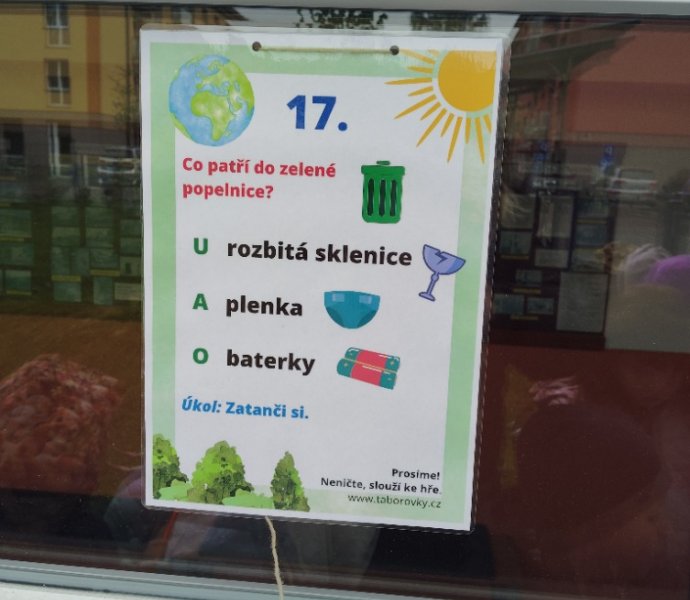 17.
Co patří do zelené
popelnice?
U rozbitá sklenice
A plenka
O baterky
Úkol: Zatanči si.
Prosíme!
Neničte, slouží ke hře.
www.taborovky.cz